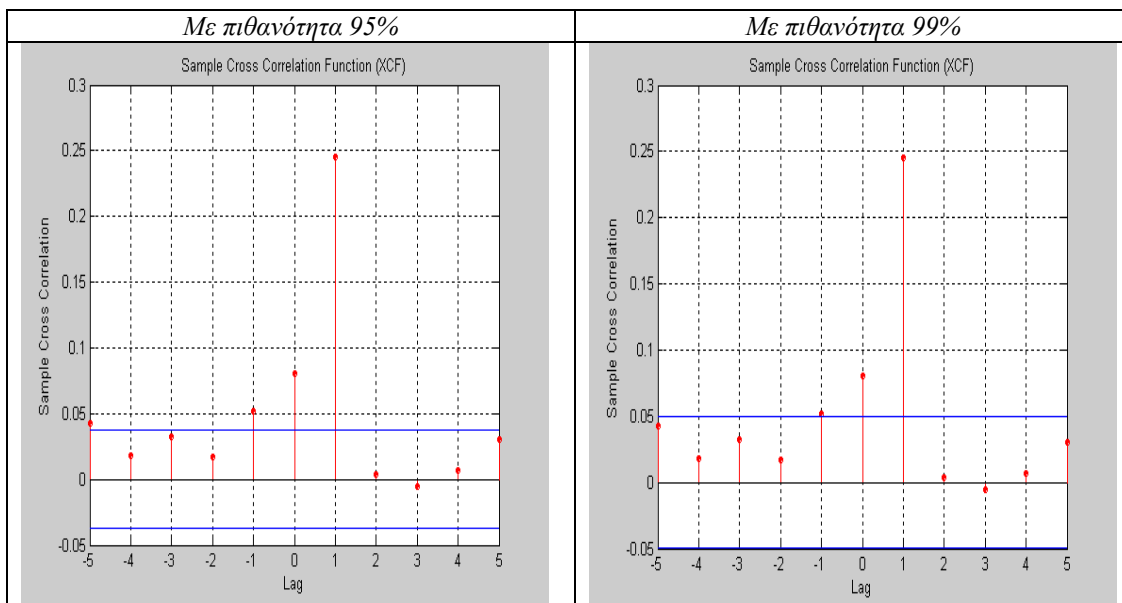 Με πιθανότητα 95%
Sample Cross Correlation Function (XCF)
0.3
0.25
0.2
0.15
0.1
0.05
0
-0.05
Sample Cross Correlation
-5 -4 -3 -2 -1 0 1 2 3 4 5
Lag
Με πιθανότητα 99%
Sample Cross Correlation Function (XCF)
0.3
0.25
0.2
0.15
0.1
0.05
0
-0.05
Sample Cross Correlation
-5 -4 -3 -2 -1 0 1 2 3 4 5
Lag